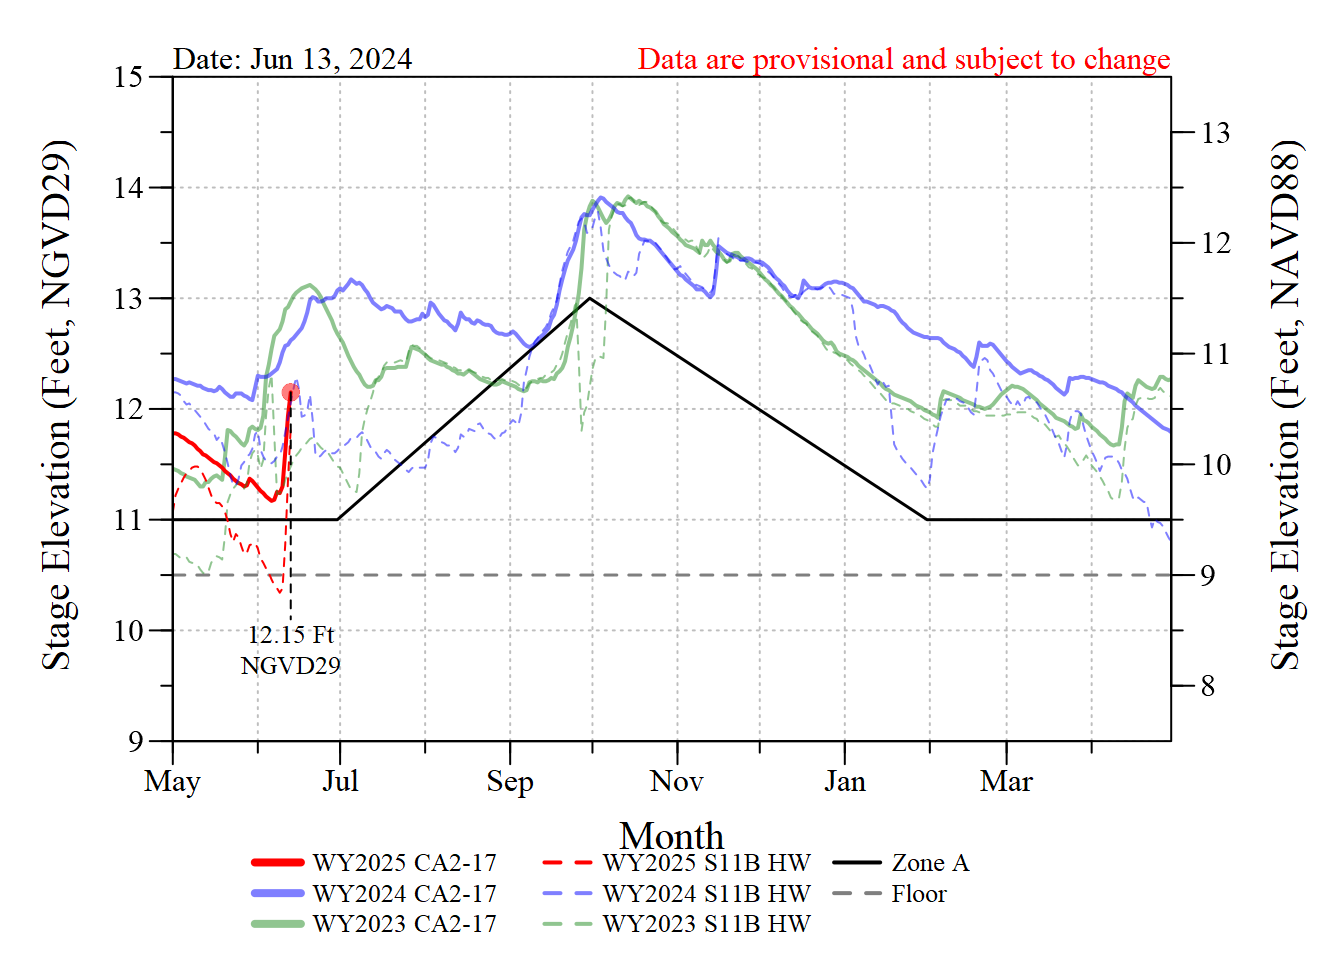 Date: Jun 13, 2024
Data are provisional and subject to change
15
14
13
12
11
10
9
Stage Elevation (Feet, NGVD29)
13
12
11
10
9
8
Stage Elevation (Feet, NAVD88)
12.15 Ft
NGVD29
May Jul Sep Nov Jan Mar
Month
WY2025 CA2-17 WY2025 S11B HW Zone A
WY2024 CA2-17 WY2024 S11B HW Floor
WY2023 CA2-17 WY2023 S11B HW